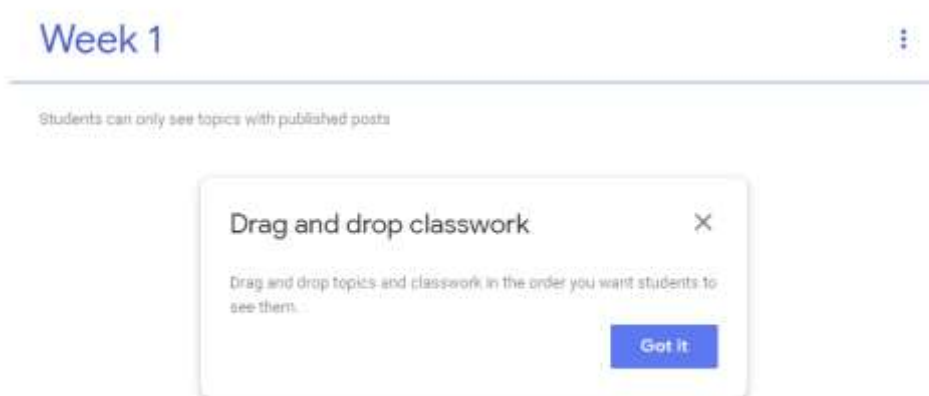 Week 1
Students can only see topics with published posts
Drag and drop classwork
Drag and drop topics and classwork in the order you want students to
see them.
Got it